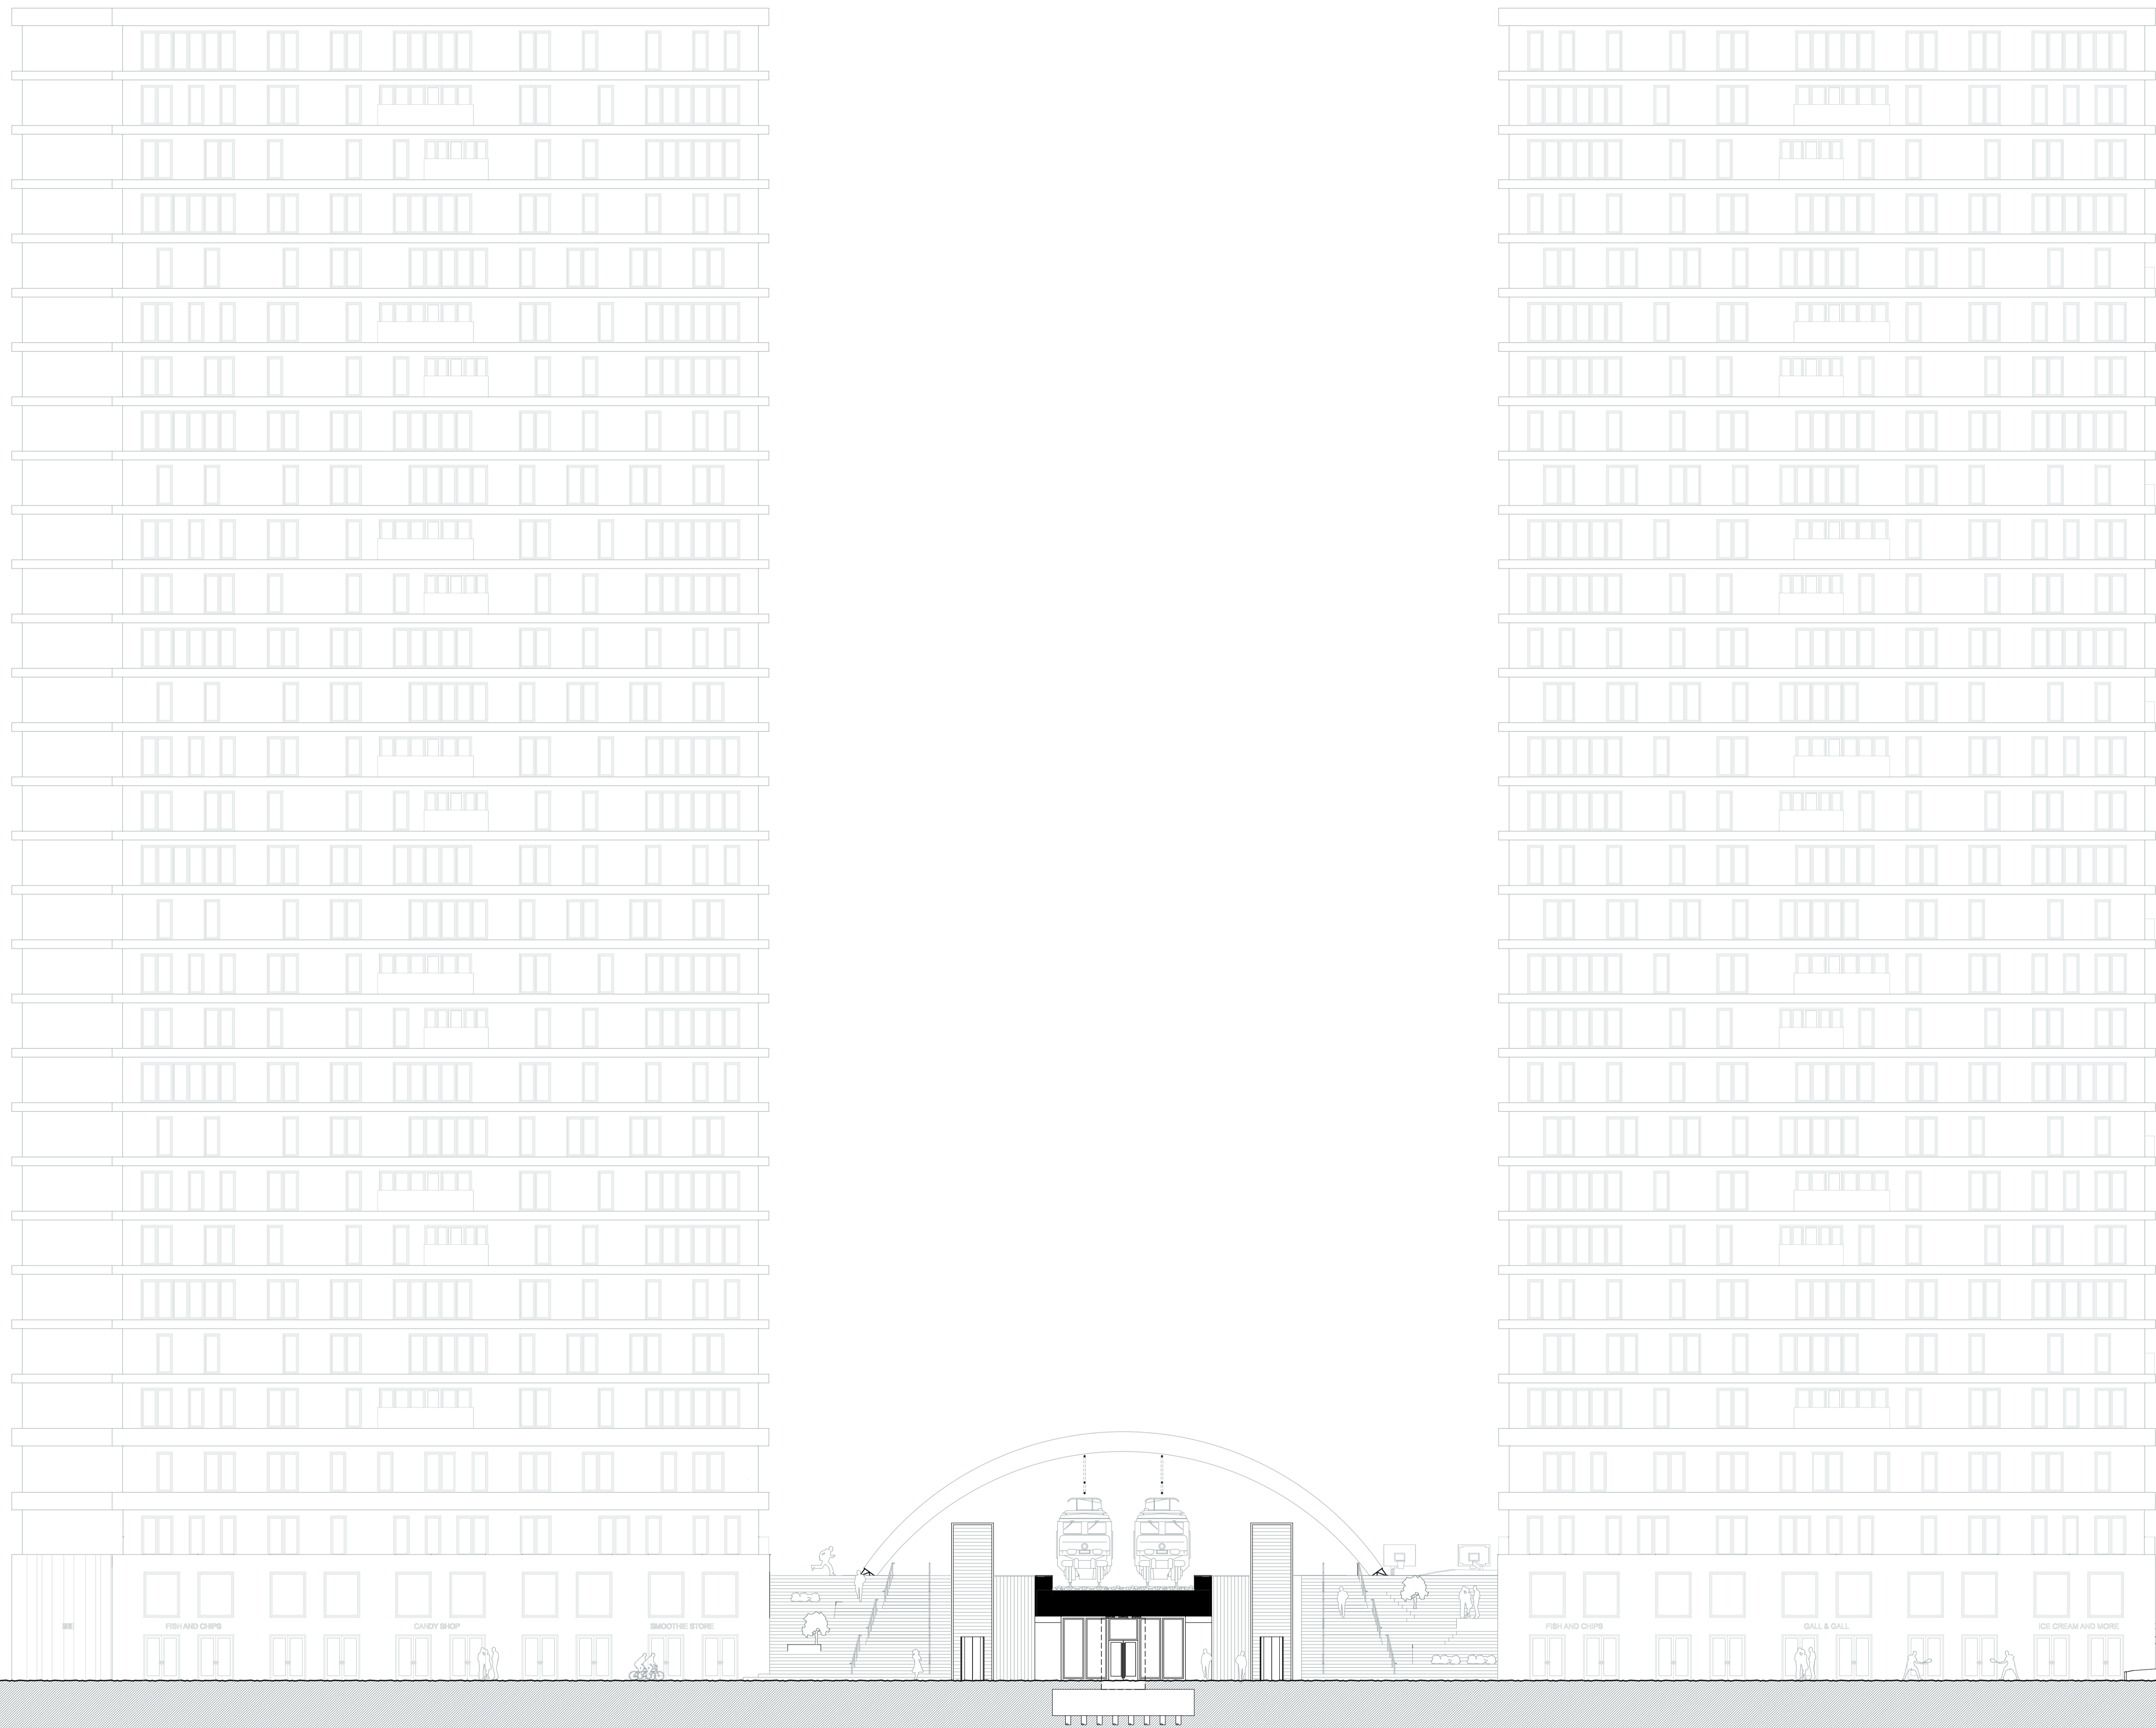 FISH AND CHIPS
CANDY SHOP
SMOOTHIE STORE
FISH AND CHIPS
GALL & GALL
ICE CREAM AND MORE